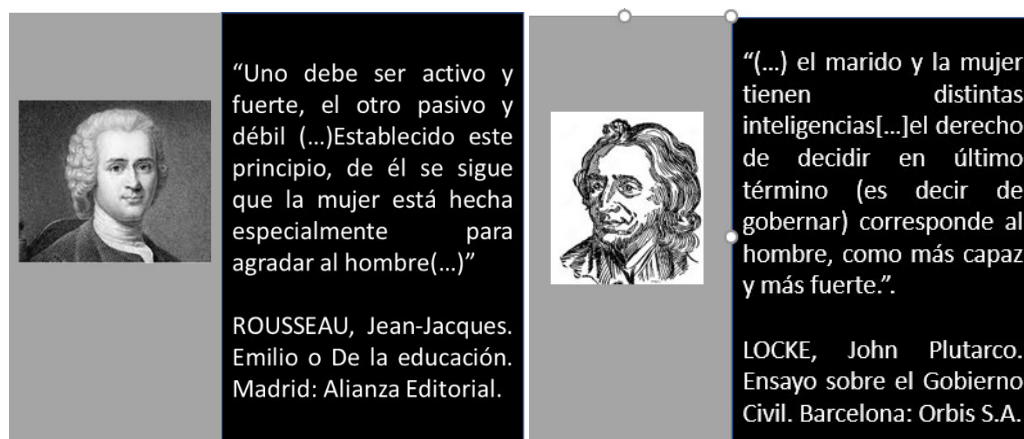 “Uno debe ser activo y
fuerte, el otro pasivo y
débil (...)Establecido este
principio, de él se sigue
que la mujer está hecha
especialmente para
agradar al hombre(...)”
ROUSSEAU, Jean-Jacques.
Emilio o De la educación.
Madrid: Alianza Editorial.
“(...) el marido y la mujer
tienen distintas
inteligencias[...]el derecho
de decidir en último
término (es decir de
gobernar) corresponde al
hombre, como más capaz
y más fuerte.”.
LOCKE, John Plutarco.
Ensayo sobre el Gobierno
Civil. Barcelona: Orbis S.A.